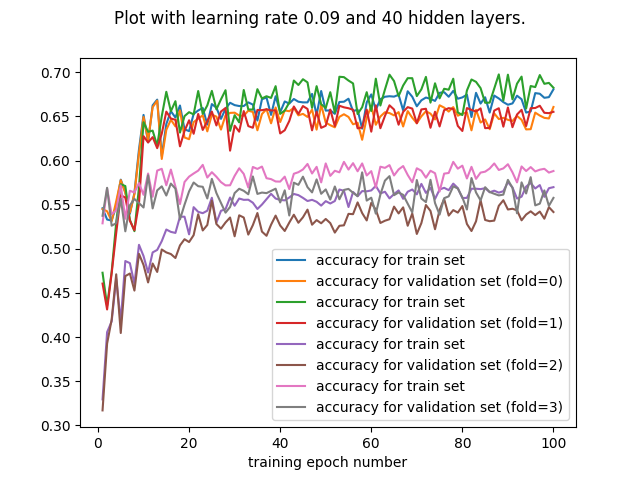 Plot with learning rate 0.09 and 40 hidden layers.
0.70
0.65
0.60
0.55
0.50
0.45
0.40
0.35
0.30
accuracy for train set
accuracy for validation set (fold=0)
accuracy for train set
accuracy for validation set (fold=1)
accuracy for train set
accuracy for validation set (fold=2)
accuracy for train set
accuracy for validation set (fold=3)
0 20 40 60 80 100
training epoch number